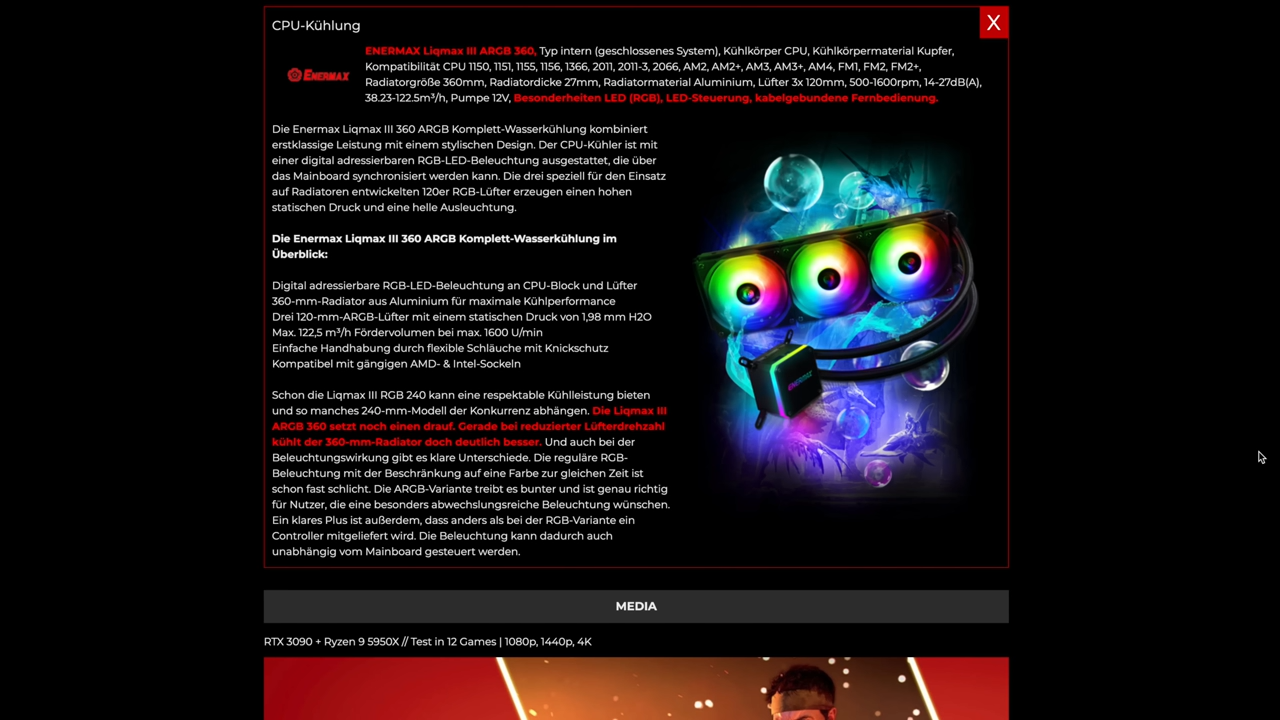 CPU-Kühlung
X
ENERMAX Liqmax III ARGB 360, Typ intern (geschlossenes System), Kühlkörper CPU, Kühlkörpermaterial Kupfer,
Kompatibilität CPU 1150, 1151, 1155, 1156, 1366, 2011, 2011-3, 2066, AM2, AM2+, AM3, AM3+, AM4, FM1, FM2, FM2+,
ENERMAX
Radiatorgröße 360mm, Radiatordicke 27mm, Radiatormaterial Aluminium, Lüfter 3x 120mm, 500-1600rpm, 14-27dB(A),
38.23-122.5m³/h, Pumpe 12V, Besonderheiten LED (RGB), LED-Steuerung, kabelgebundene Fernbedienung.
Die Enermax Liqmax III 360 ARGB Komplett-Wasserkühlung kombiniert
erstklassige Leistung mit einem stylischen Design. Der CPU-Kühler ist mit
einer digital adressierbaren RGB-LED-Beleuchtung ausgestattet, die über
das Mainboard synchronisiert werden kann. Die drei speziell für den Einsatz
auf Radiatoren entwickelten 120er RGB-Lüfter erzeugen einen hohen
statischen Druck und eine helle Ausleuchtung.
Die Enermax Liqmax III 360 ARGB Komplett-Wasserkühlung im
Überblick:
Digital adressierbare RGB-LED-Beleuchtung an CPU-Block und Lüfter
360-mm-Radiator aus Aluminium für maximale Kühlperformance
Drei 120-mm-ARGB-Lüfter mit einem statischen Druck von 1,98 mm H2O
Max. 122,5 m³/h Fördervolumen bei max. 1600 U/min
Einfache Handhabung durch flexible Schläuche mit Knickschutz
Kompatibel mit gängigen AMD- & Intel-Sockeln
ENERMAX
Schon die Liqmax III RGB 240 kann eine respektable Kühlleistung bieten
und so manches 240-mm-Modell der Konkurrenz abhängen. Die Liqmax III
ARGB 360 setzt noch einen drauf. Gerade bei reduzierter Lüfterdrehzahl
kühlt der 360-mm-Radiator doch deutlich besser. Und auch bei der
Beleuchtungswirkung gibt es klare Unterschiede. Die reguläre RGB-
Beleuchtung mit der Beschränkung auf eine Farbe zur gleichen Zeit ist
schon fast schlicht. Die ARGB-Variante treibt es bunter und ist genau richtig
für Nutzer, die eine besonders abwechslungsreiche Beleuchtung wünschen.
Ein klares Plus ist außerdem, dass anders als bei der RGB-Variante ein
Controller mitgeliefert wird. Die Beleuchtung kann dadurch auch
unabhängig vom Mainboard gesteuert werden.
MEDIA
RTX 3090 + Ryzen 9 5950X // Test in 12 Games | 1080p, 1440p, 4K